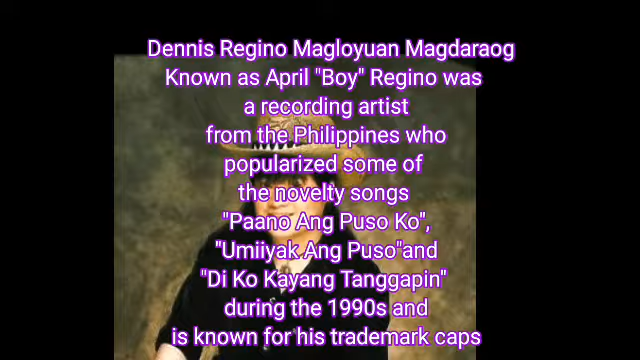 Dennis Regino Magloyuan Magdaraog
Known as April "Boy" Regino was
a recording artist
from the Philippines who
popularized some of
the novelty songs
"Paano Ang Puso Ko",
"Umiiyak Ang Puso"and
"Di Ko Kayang Tanggapin"
during the 1990s and
is known for his trademark caps